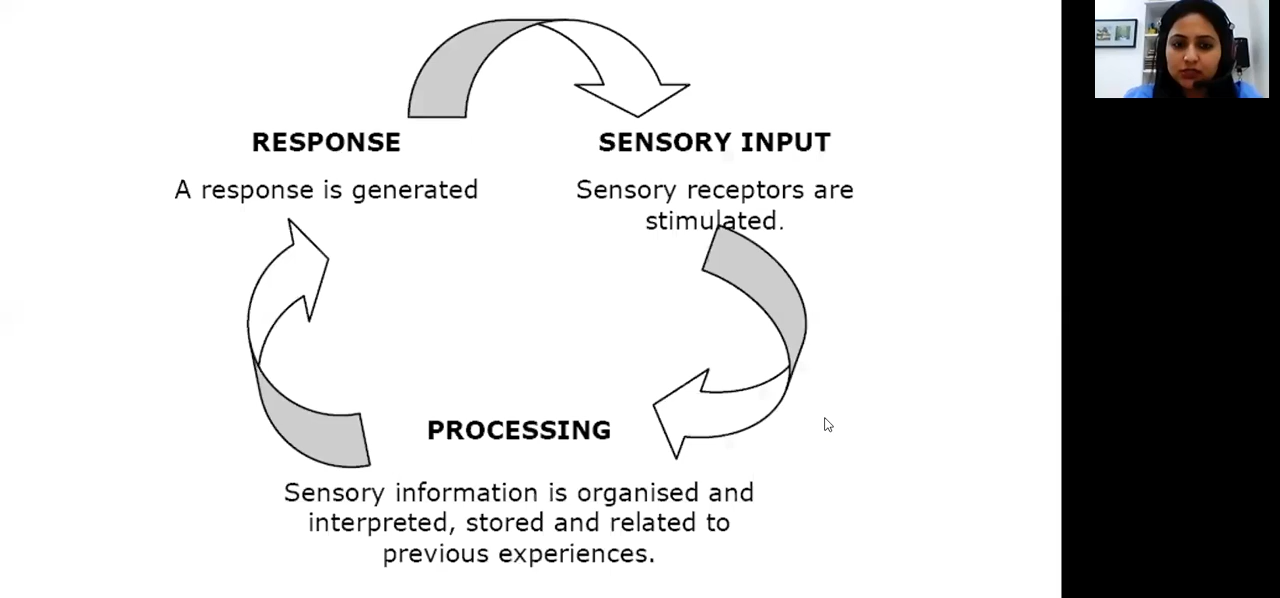 RESPONSE
A response is generated
SENSORY INPUT
Sensory receptors are
stimulated.
PROCESSING
Sensory information is organised and
interpreted, stored and related to
previous experiences.